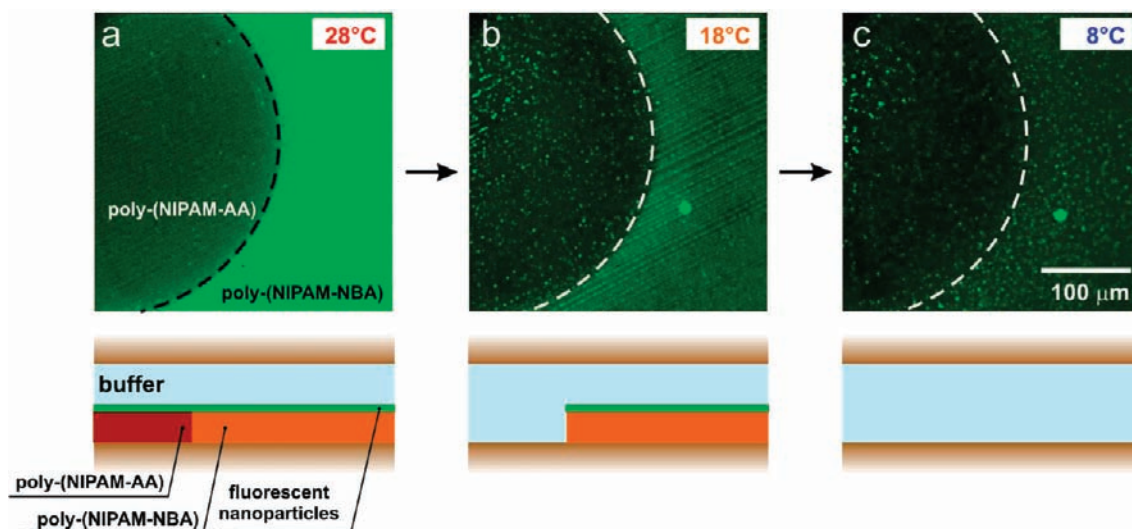 a
28°C
b
18°C
c
8°C
poly-(NIPAM-AA)
poly-(NIPAM-NBA)
100 μm
buffer
poly-(NIPAM-AA)
poly-(NIPAM-NBA)
fluorescent
nanoparticles